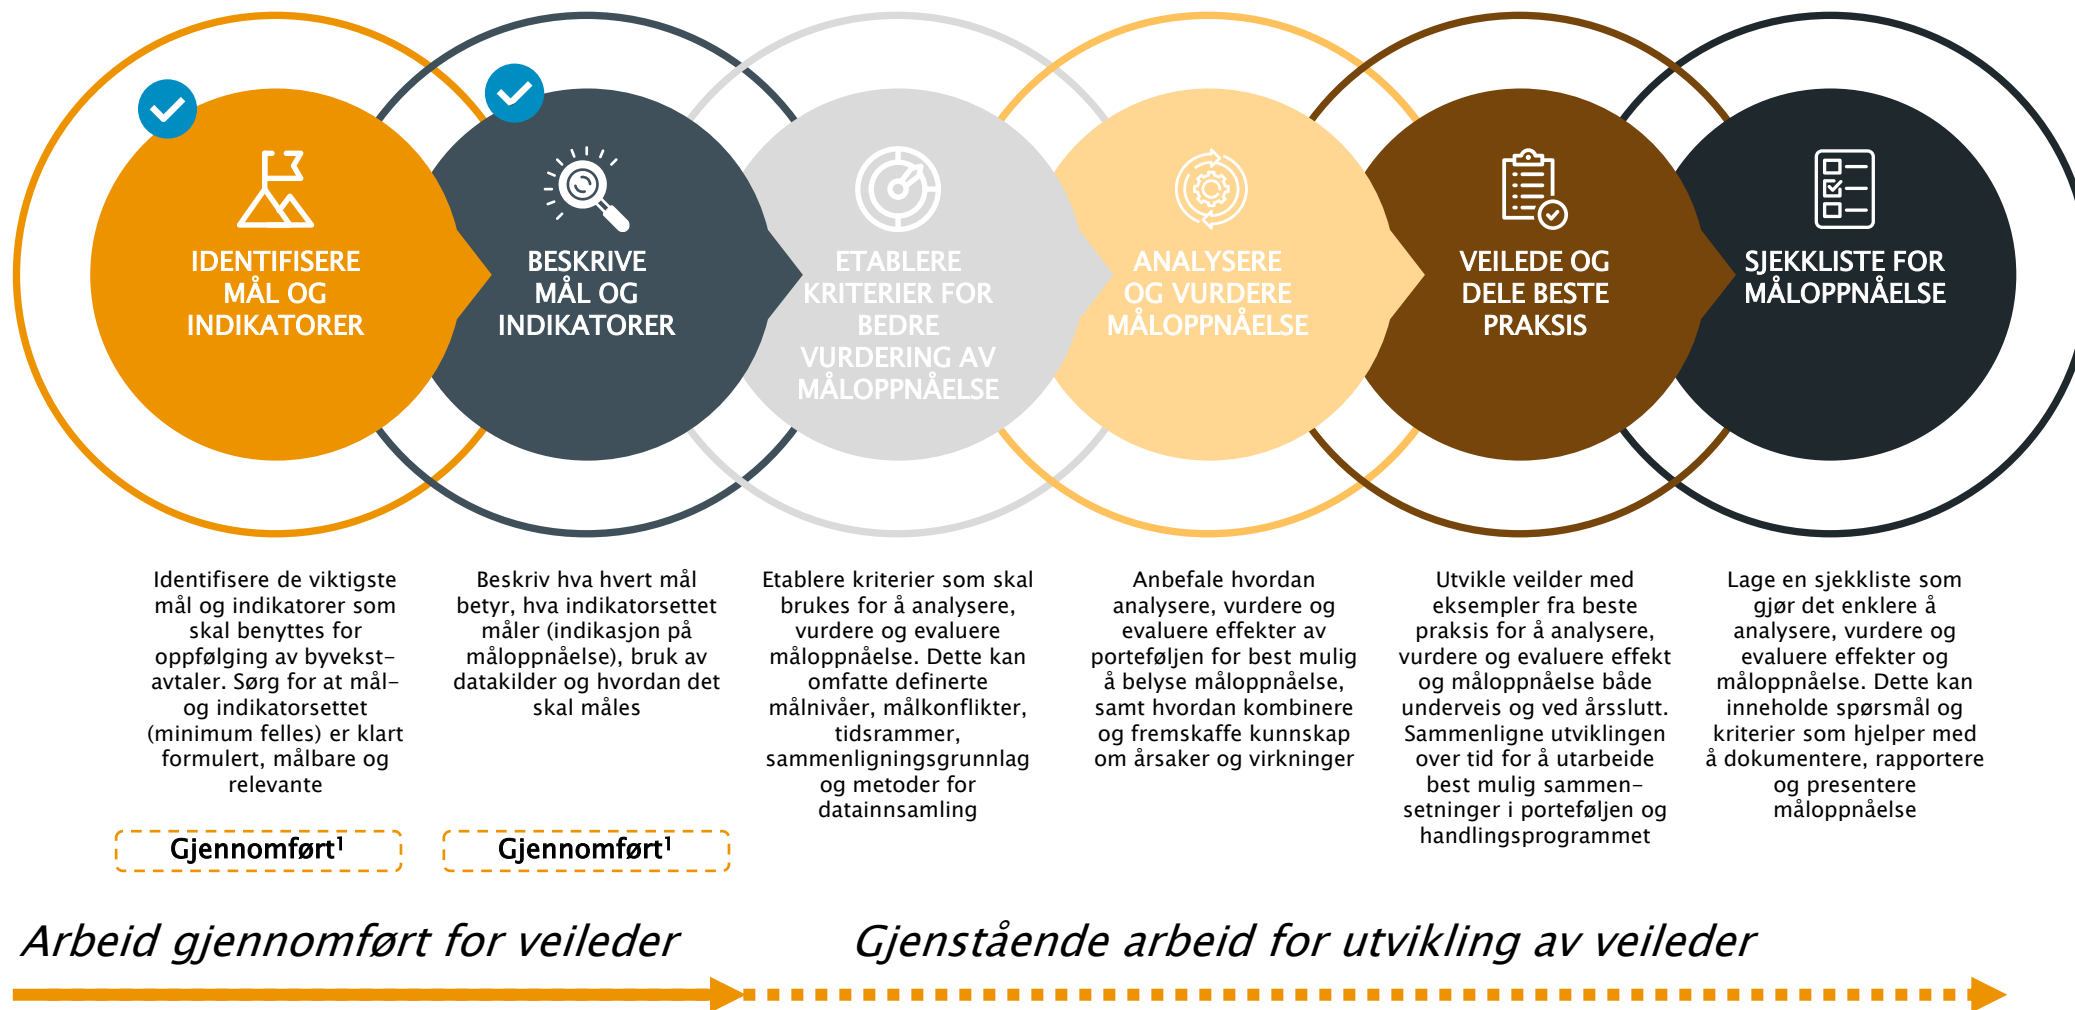 IDENTIFISERE
MÅL OG
INDIKATORER
BESKRIVE
MÅL OG
INDIKATORER
ETABLERE
KRITERIER FOR
BEDRE
VURDERING AV
MÅLOPPNÅELSE
ANALYSERE
OG VURDERE
MÅLOPPNÅELSE
VEILEDE OG
DELE BESTE
PRAKSIS
SJEKKLISTE FOR
MÅLOPPNÅELSE
Identifisere de viktigste
mål og indikatorer som
skal benyttes for
oppfølging av byvekst-
avtaler. Sørg for at mål-
og indikatorsettet
(minimum felles) er klart
formulert, målbare og
relevante
Beskriv hva hvert mål
betyr, hva indikatorsettet
måler (indikasjon på
måloppnåelse), bruk av
datakilder og hvordan det
skal måles
Etablere kriterier som skal
brukes for å analysere,
vurdere og evaluere
måloppnåelse. Dette kan
omfatte definerte
målnivåer, målkonflikter,
tidsrammer,
sammenligningsgrunnlag
og metoder for
datainnsamling
Anbefale hvordan
analysere, vurdere og
evaluere effekter av
porteføljen for best mulig
å belyse måloppnåelse,
samt hvordan kombinere
og fremskaffe kunnskap
om årsaker og virkninger
Utvikle veilder med
eksempler fra beste
praksis for å analysere,
vurdere og evaluere effekt
og måloppnåelse både
underveis og ved årsslutt.
Sammenligne utviklingen
over tid for å utarbeide
best mulig sammen-
setninger i porteføljen og
handlingsprogrammet
Lage en sjekkliste som
gjør det enklere å
analysere, vurdere og
evaluere effekter og
måloppnåelse. Dette kan
inneholde spørsmål og
kriterier som hjelper med
å dokumentere, rapportere
og presentere
måloppnåelse
Gjennomført¹
Gjennomført¹
Arbeid gjennomført for veileder
Gjenstående arbeid for utvikling av veileder